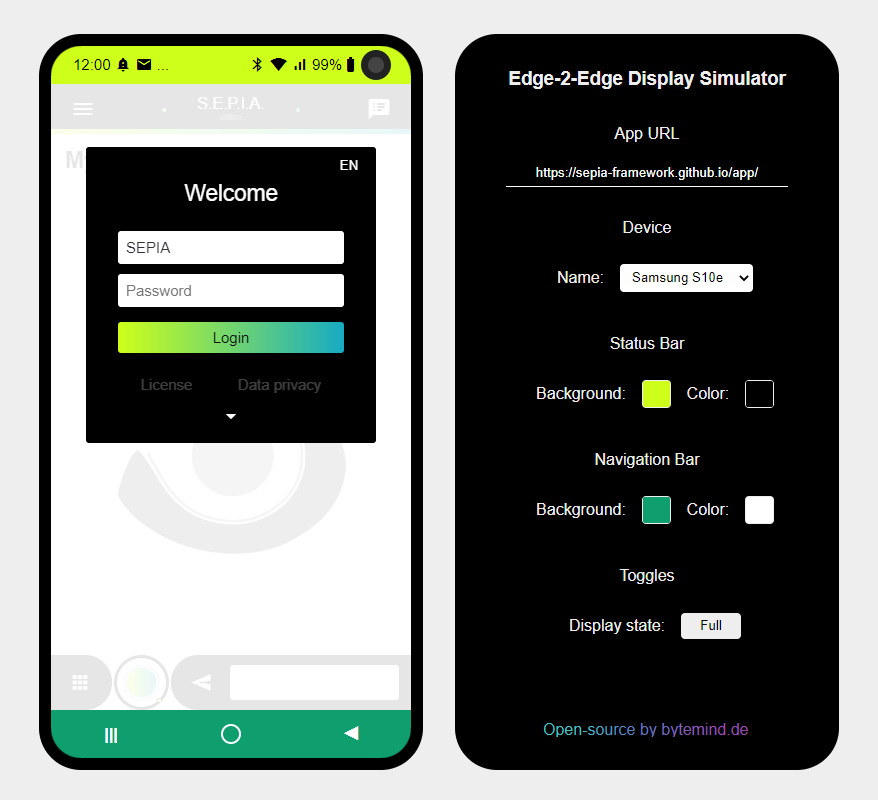 12:00 ...
99%
S.E.P.I.A.
EN
Welcome
SEPIA
Password
Login
License Data privacy
Edge-2-Edge Display Simulator
App URL
https://sepia-framework.github.io/app/
Device
Name: Samsung S10e
Status Bar
Background: Color:
Navigation Bar
Background: Color:
Toggles
Display state: Full
Open-source by bytemind.de